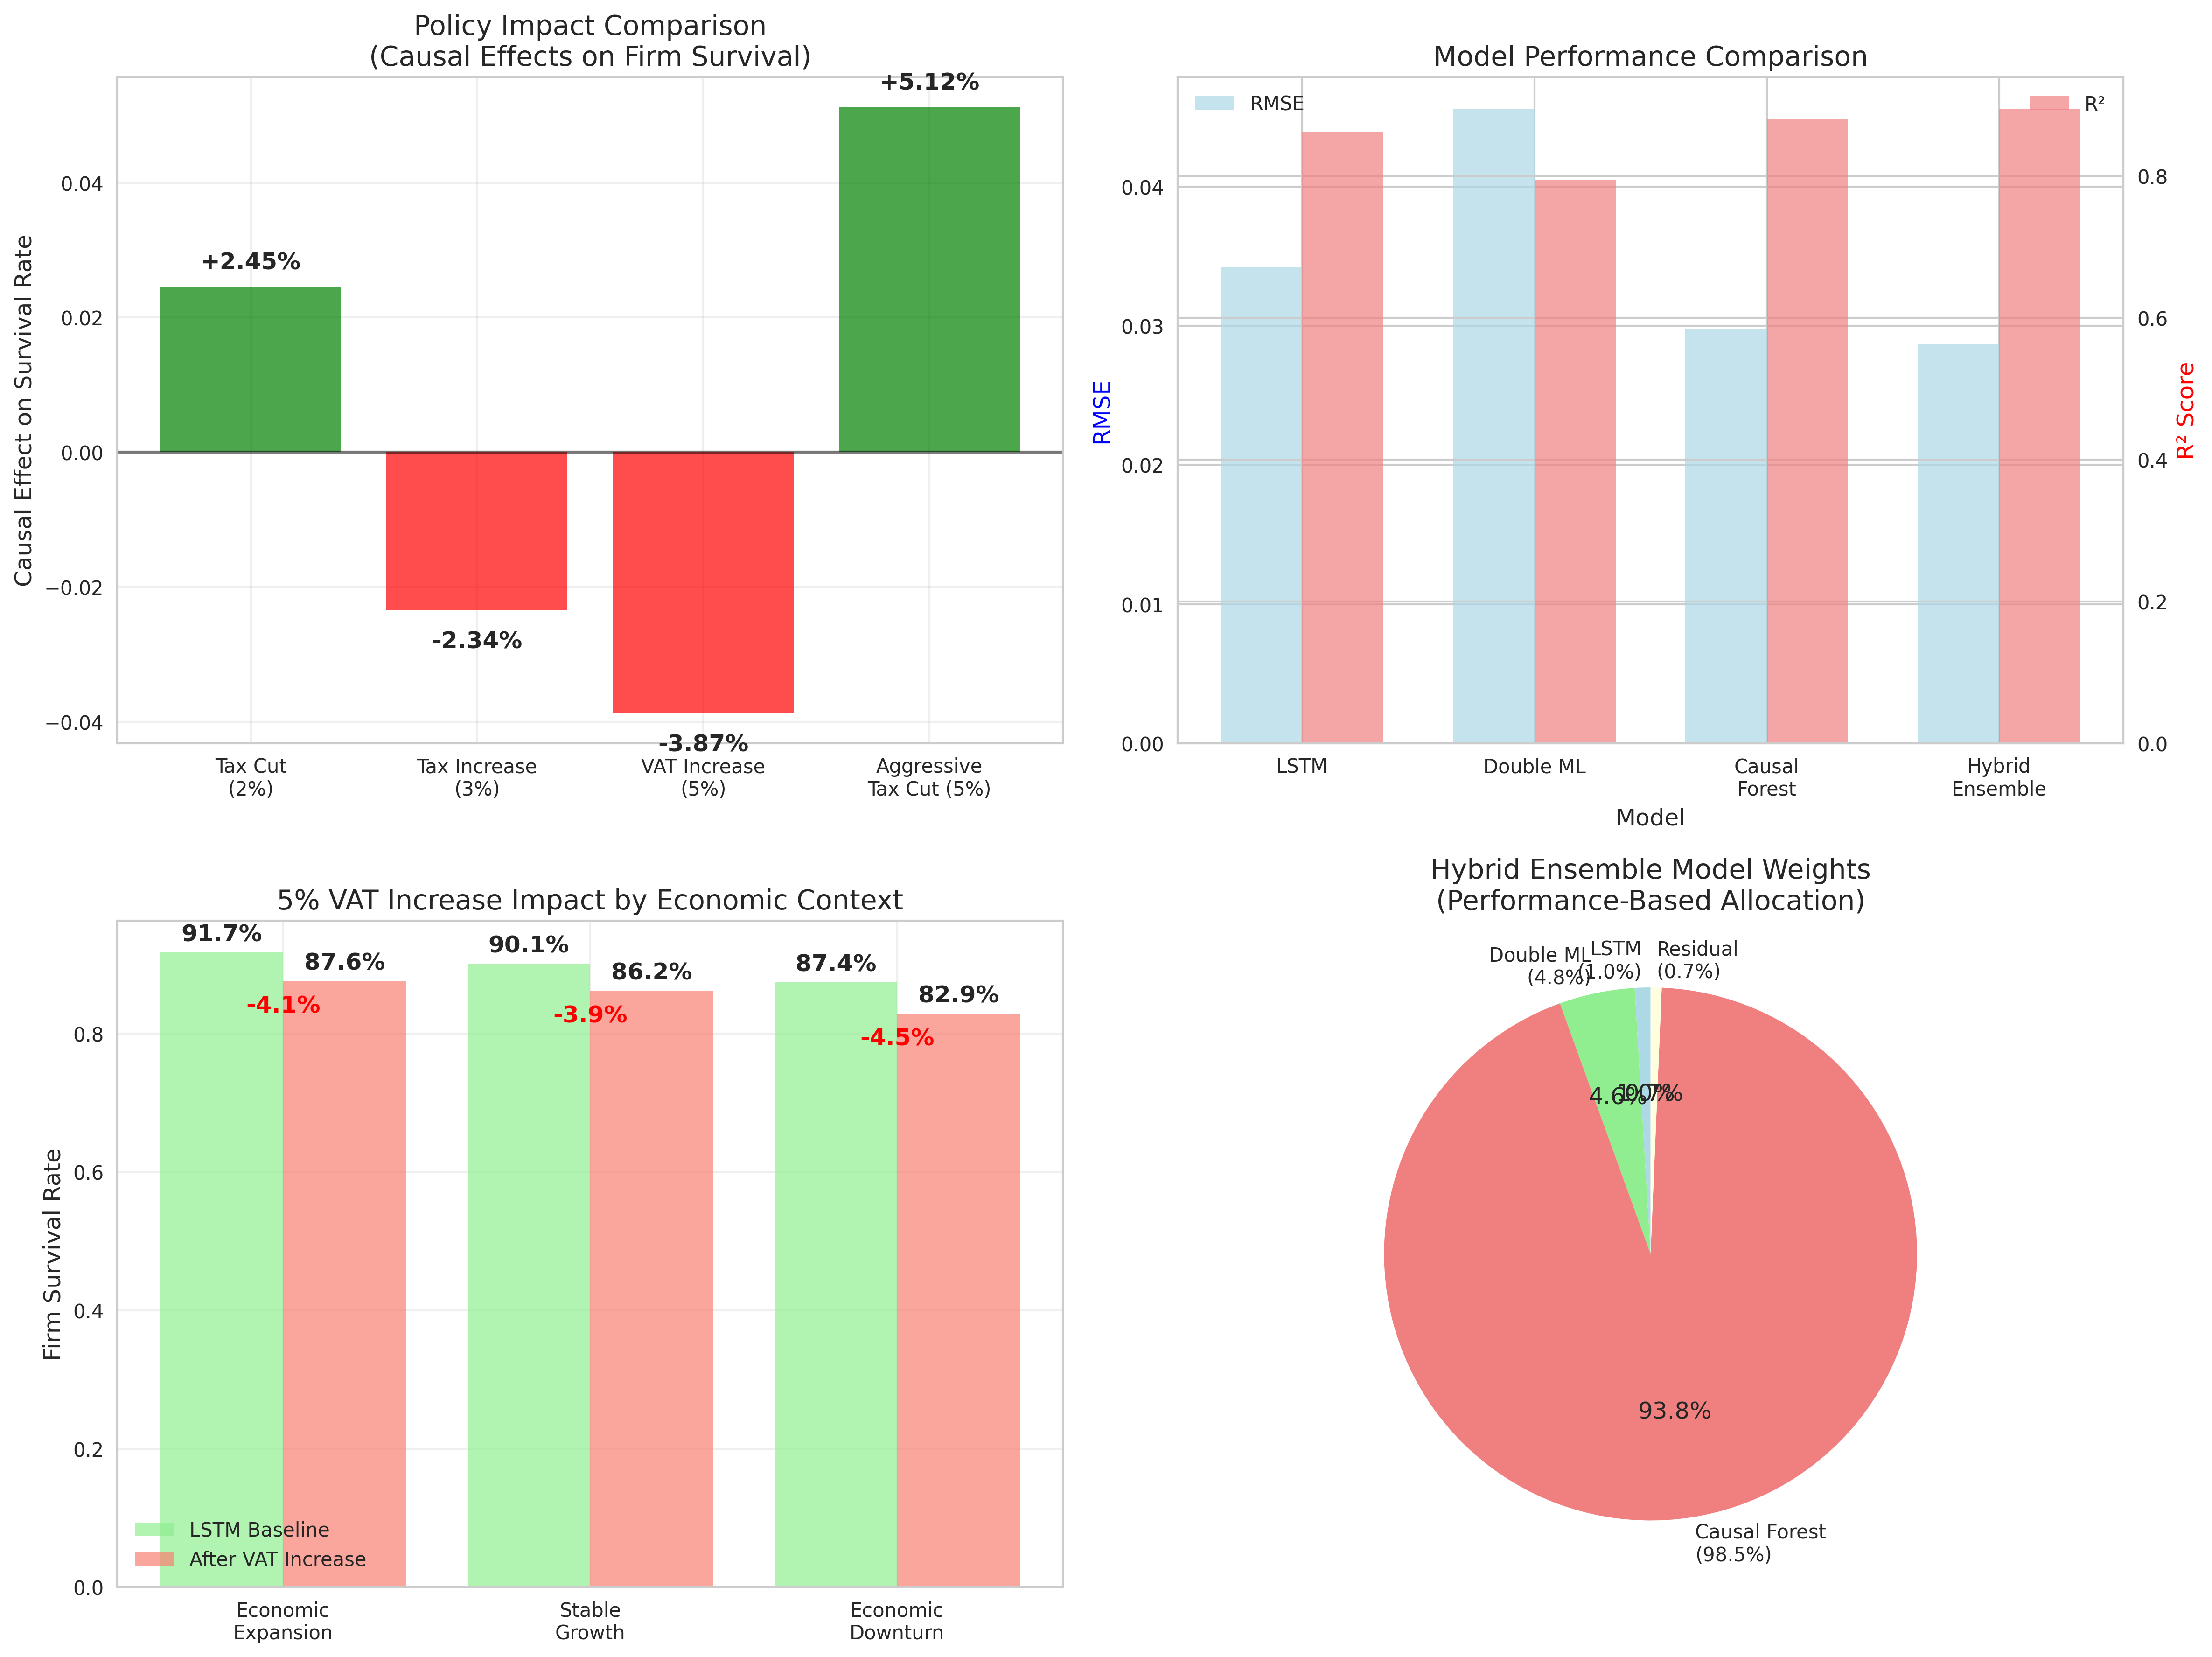 Policy Impact Comparison
(Causal Effects on Firm Survival)
Causal Effect on Survival Rate
0.04
0.02
0.00
−0.02
−0.04
+2.45%
-2.34%
-3.87%
+5.12%
Tax Cut
(2%)
Tax Increase
(3%)
VAT Increase
(5%)
Aggressive
Tax Cut (5%)
Model Performance Comparison
RMSE
R²
RMSE
0.04
0.03
0.02
0.01
0.00
R² Score
0.8
0.6
0.4
0.2
0.0
LSTM
Double ML
Causal
Forest
Hybrid
Ensemble
Model
5% VAT Increase Impact by Economic Context
Firm Survival Rate
0.8
0.6
0.4
0.2
0.0
91.7%
87.6%
-4.1%
90.1%
86.2%
-3.9%
87.4%
82.9%
-4.5%
LSTM Baseline
After VAT Increase
Economic
Expansion
Stable
Growth
Economic
Downturn
Hybrid Ensemble Model Weights
(Performance-Based Allocation)
Double ML
(4.8%)
LSTM
(1.0%)
Residual
(0.7%)
4.6%
93.8%
Causal Forest
(98.5%)